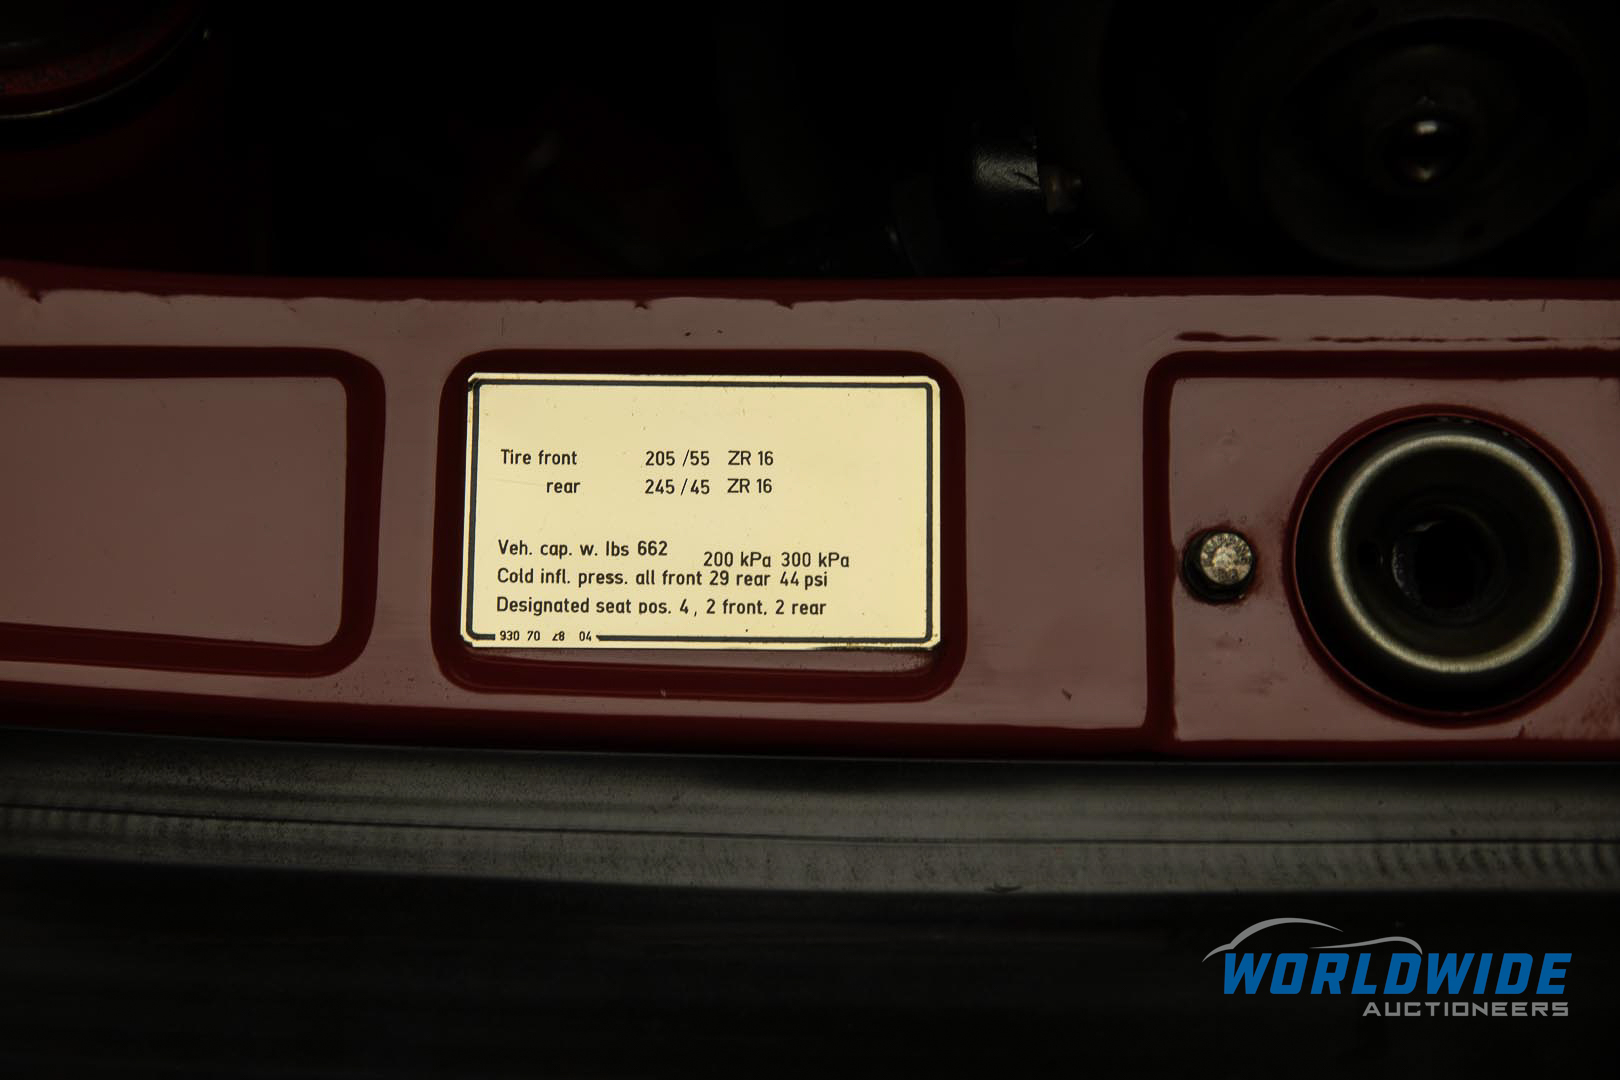 Tire front 205 /55 ZR 16
rear 245 / 45 ZR 16
Veh. cap. w. lbs 662
200 kPa 300 kPa
Cold infl. press. all front 29 rear 44 psi
Designated seat pos. 4, 2 front. 2 rear
930 70 28 04
WORLDWIDE
AUCTIONEERS